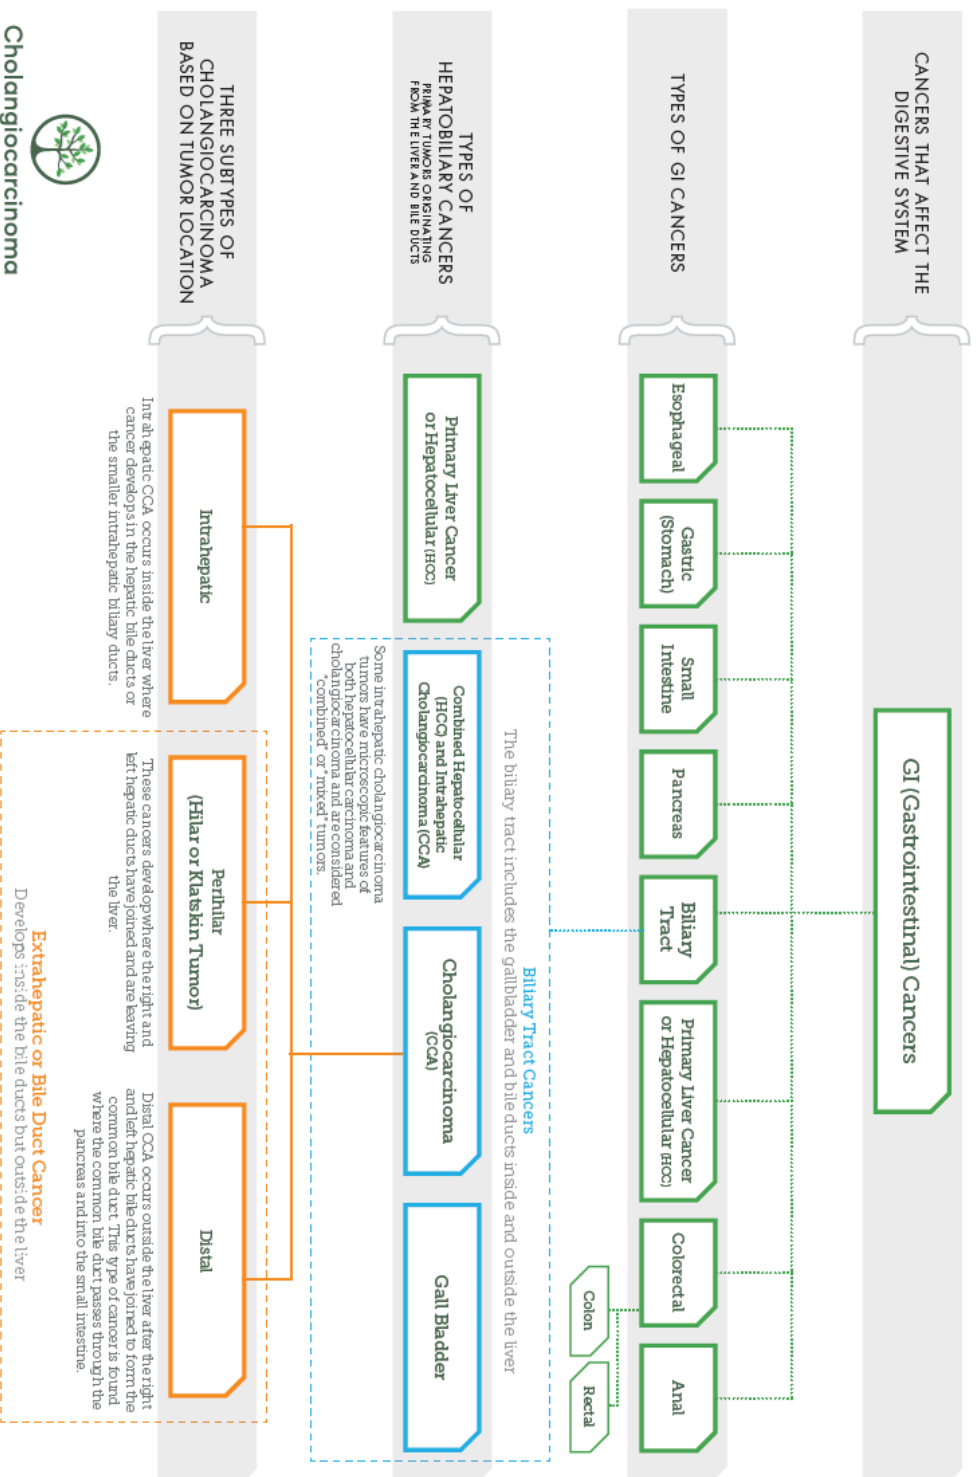 CANCERS THAT AFFECT THE
DIGESTIVE SYSTEM
GI (Gastrointestinal) Cancers
TYPES OF GI CANCERS
Esophageal
Gastric
(Stomach)
Small
Intestine
Pancreas
Biliary
Tract
Primary Liver Cancer
or Hepatocellular (HCC)
Colorectal
Anal
Colon
Rectal
TYPES OF
HEPATOBILIARY CANCERS
PRIMARY TUMORS ORIGINATING
FROM THE LIVER AND BILE DUCTS
Biliary Tract Cancers
The biliary tract includes the gallbladder and bile ducts inside and outside the liver
Primary Liver Cancer
or Hepatocellular (HCC)
Combined Hepatocellular
(HCC) and Intrahepatic
Cholangiocarcinoma (CCA)
Cholangiocarcinoma
(CCA)
Gall Bladder
Some intrahepatic cholangiocarcinoma
tumors have microscopic features of
both hepatocellular carcinoma and
cholangiocarcinoma and are considered
"combined" or "mixed" tumors.
THREE SUBTYPES OF
CHOLANGIOCARCINOMA
BASED ON TUMOR LOCATION
Intrahepatic
Perihilar
(Hilar or Klatskin Tumor)
Distal
Intrahepatic CCA occurs inside the liver where
cancer develops in the hepatic bile ducts or
the smaller intrahepatic biliary ducts.
These cancers develop where the right and
left hepatic ducts have joined and are leaving
the liver.
Distal CCA occurs outside the liver after the right
and left hepatic bile ducts have joined to form the
common bile duct. This type of cancer is found
where the common bile duct passes through the
pancreas and into the small intestine.
Extrahepatic or Bile Duct Cancer
Develops inside the bile ducts but outside the liver
Cholangiocarcinoma